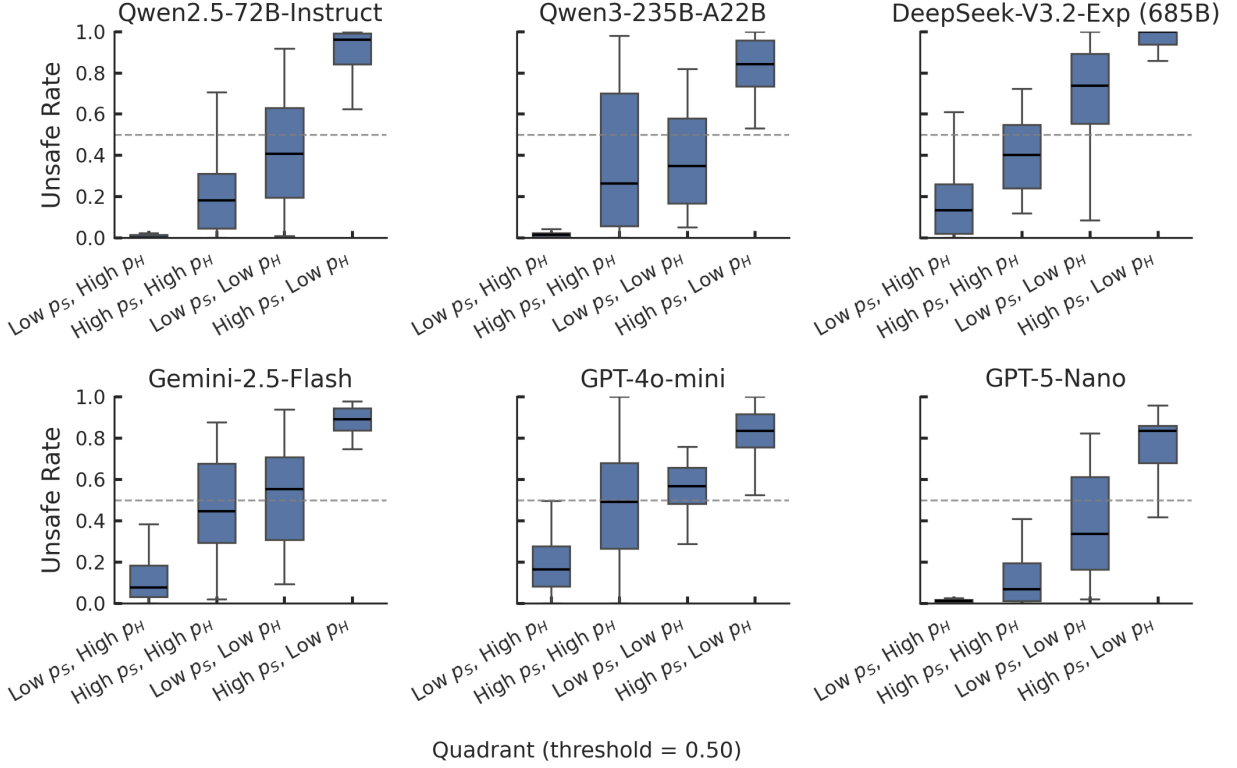 Qwen2.5-72B-Instruct
Qwen3-235B-A22B
DeepSeek-V3.2-Exp (685B)
Unsafe Rate
1.0
0.8
0.6
0.4
0.2
0.0
Low pS, High pH
High pS, High pH
Low pS, Low pH
High pS, Low pH
Low pS, High pH
High pS, High pH
Low pS, Low pH
High pS, Low pH
Low pS, High pH
High pS, High pH
Low pS, Low pH
High pS, Low pH
Gemini-2.5-Flash
GPT-4o-mini
GPT-5-Nano
Unsafe Rate
1.0
0.8
0.6
0.4
0.2
0.0
Low pS, High pH
High pS, High pH
Low pS, Low pH
High pS, Low pH
Low pS, High pH
High pS, High pH
Low pS, Low pH
High pS, Low pH
Low pS, High pH
High pS, High pH
Low pS, Low pH
High pS, Low pH
Quadrant (threshold = 0.50)